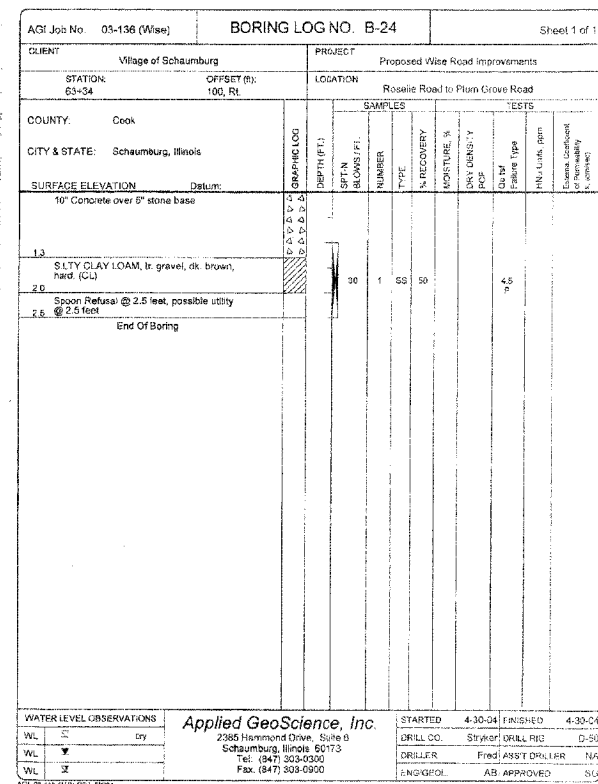 AGI Job No. 03-136 (Wise)
BORING LOG NO. B-24
Sheet 1 of 1
CLIENT
Village of Schaumburg
PROJECT
Proposed Wise Road Improvements
STATION:
63+34
OFFSET (ft):
100, Rt.
LOCATION
Roselle Road to Plum Grove Road
COUNTY: Cook
CITY & STATE: Schaumburg, Illinois
SURFACE ELEVATION Datum:
GRAPHIC LOG
DEPTH (FT.)
SAMPLES
TESTS
SPT-N
BLOWS / FT.
NUMBER
TYPE
% RECOVERY
MOISTURE, %
DRY DENSITY
PCF
Qu tsf
Failure Type
HNu Units, ppm
of Permeability
10" Concrete over 6" stone base
1.3
SILTY CLAY LOAM, tr. gravel, dk. brown,
hard. (CL)
30 1 SS 50 4.5
P
2.0
Spoon Refusal @ 2.5 feet, possible utility
2.5 @ 2.5 feet
End Of Boring
WATER LEVEL OBSERVATIONS
WL Dry
WL
WL
Applied GeoScience, Inc.
2385 Hammond Drive, Suite 6
Schaumburg, Illinois 60173
Tel: (847) 303-0300
Fax. (847) 303-0900
STARTED 4-30-04 FINISHED 4-30-04
DRILL CO. Stryker DRILL RIG D-50
DRILLER Fred ASS'T DRILLER NA
ENG/GEOL. AB APPROVED SG